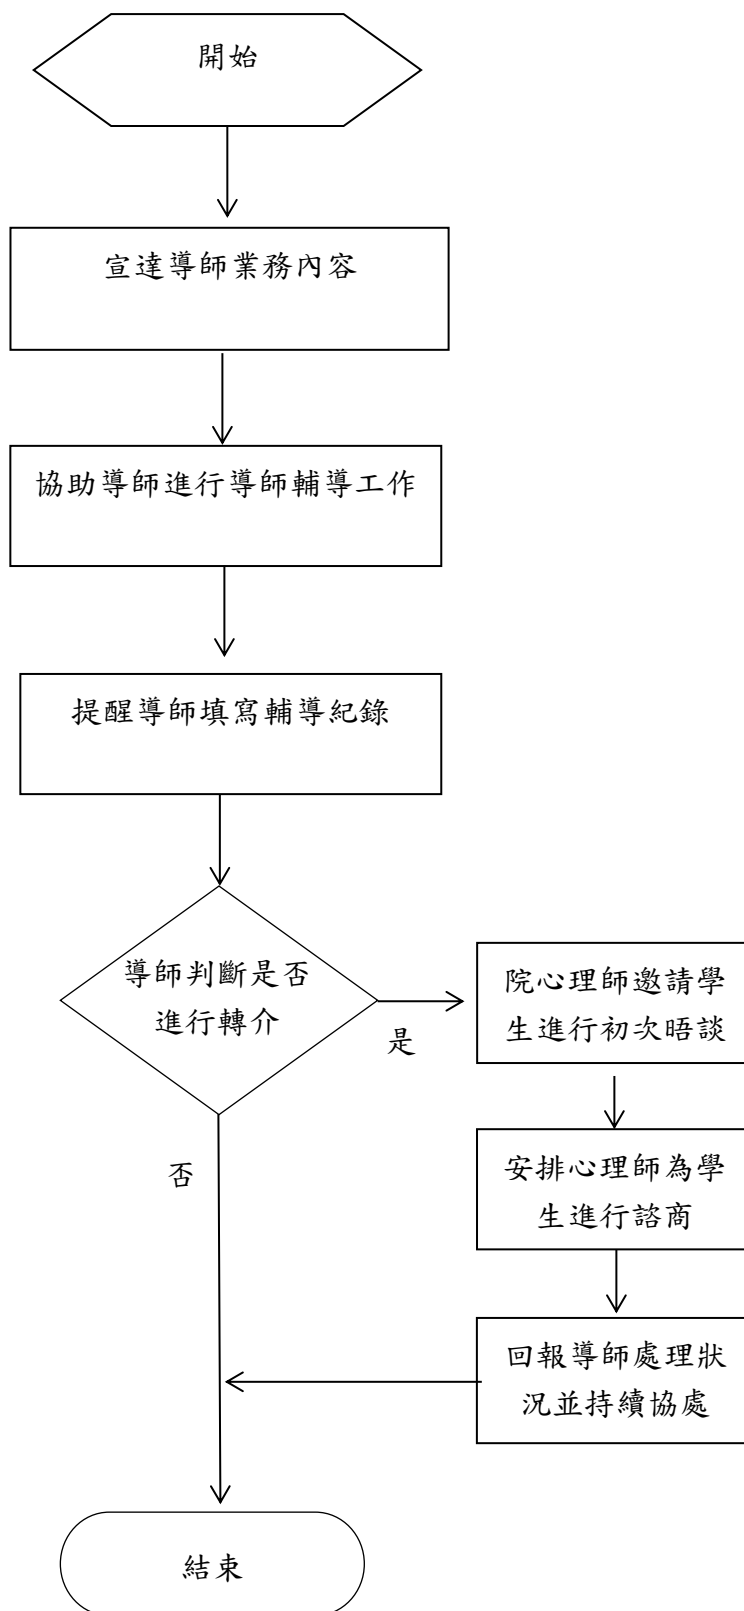 開始
宣達導師業務內容
協助導師進行導師輔導工作
提醒導師填寫輔導紀錄
導師判斷是否
進行轉介
是
院心理師邀請學
生進行初次晤談
安排心理師為學
生進行諮商
否
回報導師處理狀
況並持續協處
結束